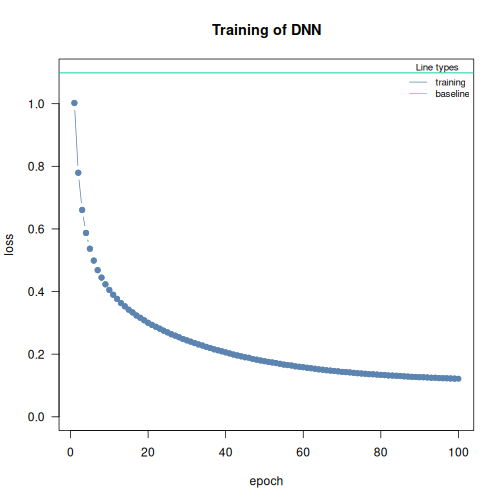 Training of DNN
Line types
training
baseline
loss
1.0
0.8
0.6
0.4
0.2
0.0
0 20 40 60 80 100
epoch